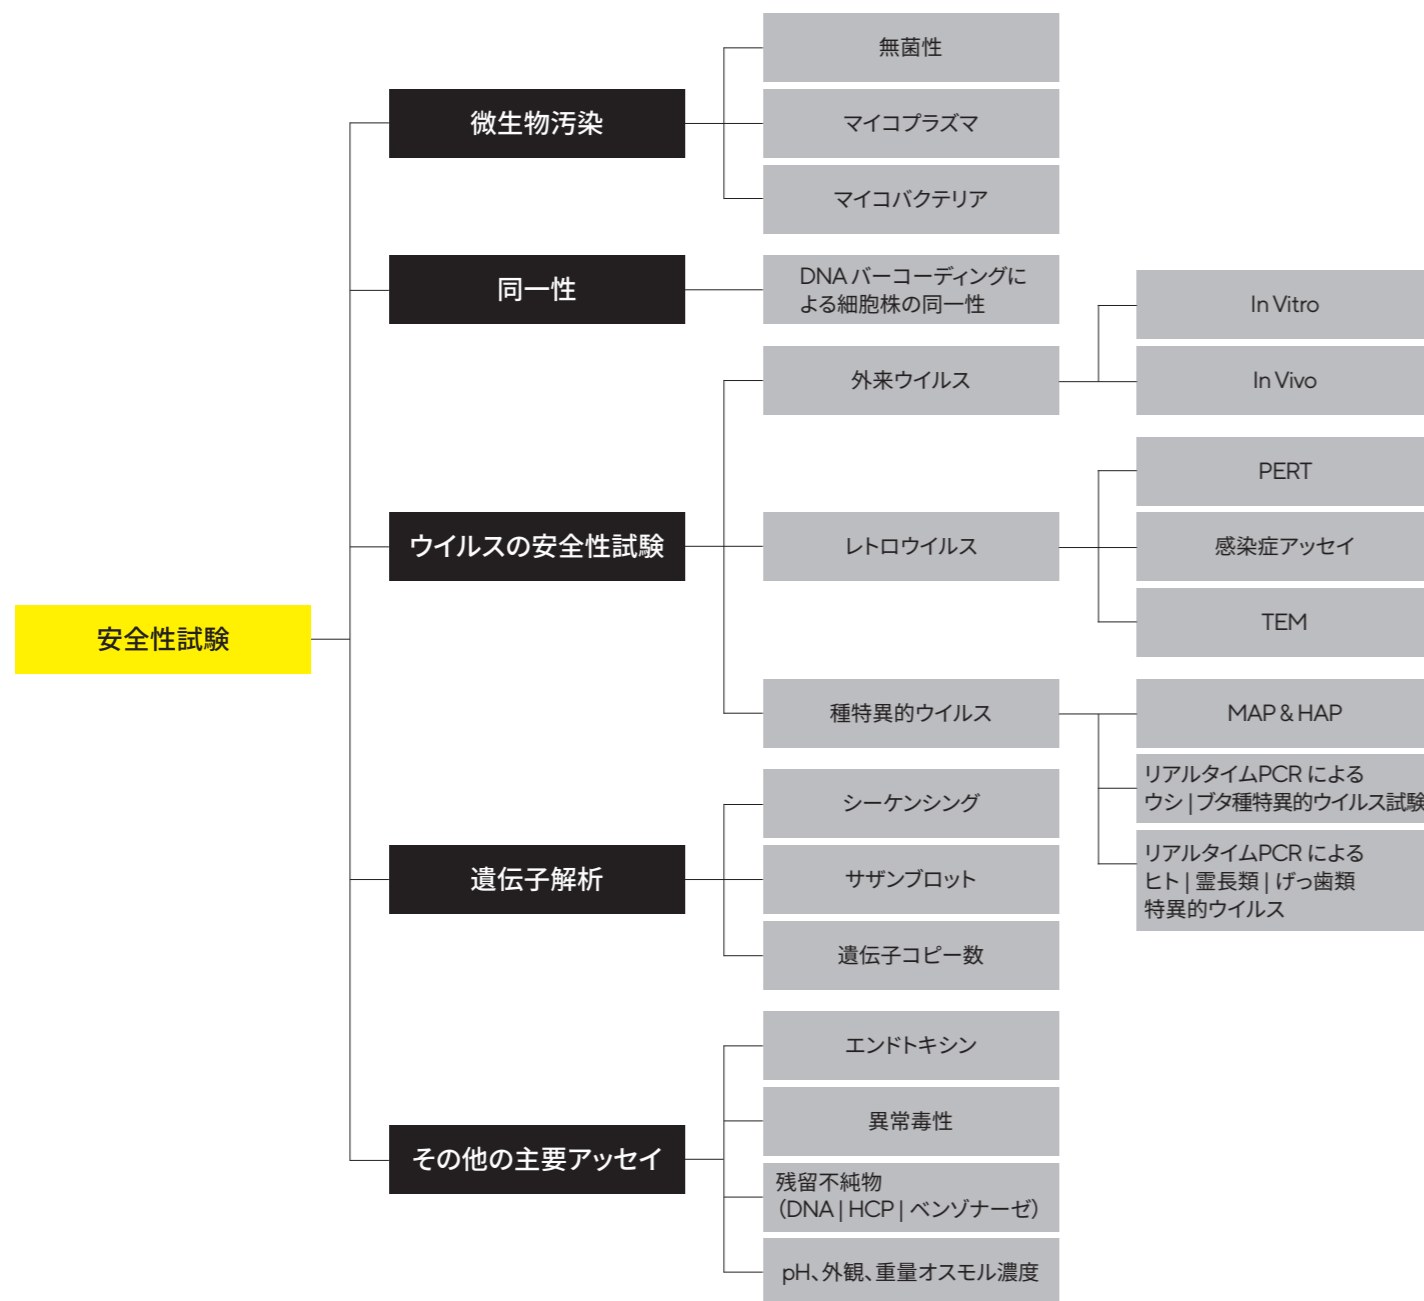 安全性試験
微生物汚染
無菌性
マイコプラズマ
マイコバクテリア
同一性
DNA バーコーディングに
よる細胞株の同一性
ウイルスの安全性試験
外来ウイルス
In Vitro
In Vivo
レトロウイルス
PERT
感染症アッセイ
TEM
種特異的ウイルス
MAP & HAP
リアルタイムPCR による
ウシ | ブタ種特異的ウイルス試験
リアルタイムPCR による
ヒト | 霊長類 | げっ歯類
特異的ウイルス
遺伝子解析
シーケンシング
サザンブロット
遺伝子コピー数
その他の主要アッセイ
エンドトキシン
異常毒性
残留不純物
（DNA | HCP | ベンゾナーゼ）
pH、外観、重量オスモル濃度